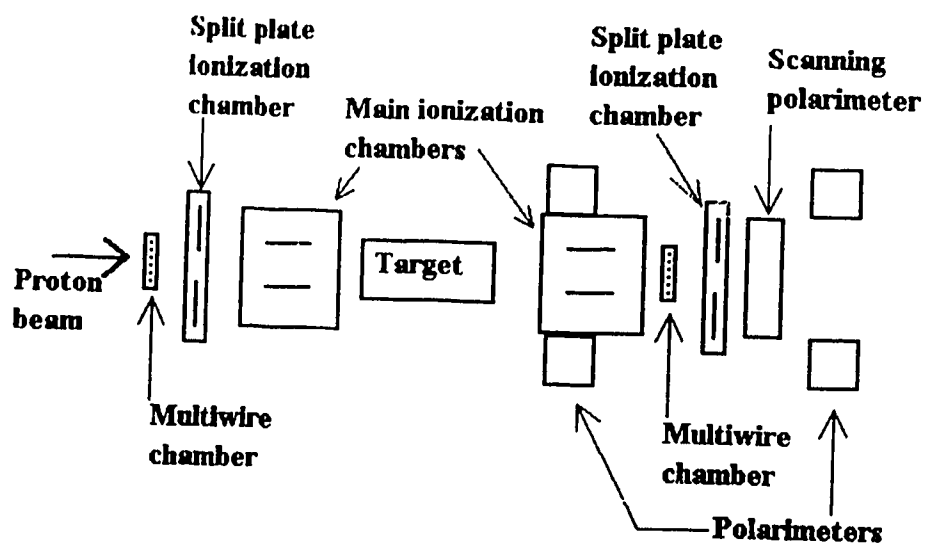 Split plate
ionization
chamber
Main ionization
chambers
Split plate
ionization
chamber
Scanning
polarimeter
Proton
beam
Target
Multiwire
chamber
Multiwire
chamber
Polarimeters